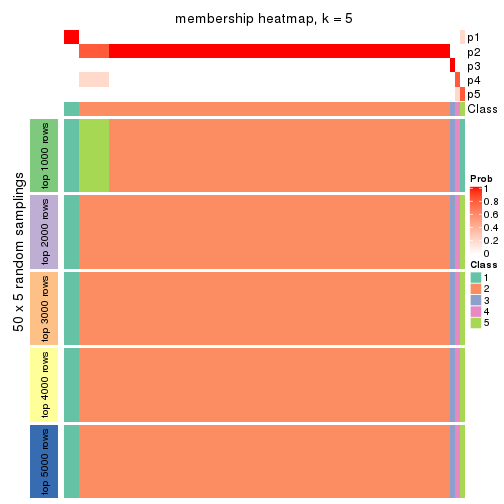 membership heatmap, k = 5
p1
p2
p3
p4
p5
Class
50 x 5 random samplings
top 1000 rows
top 2000 rows
top 3000 rows
top 4000 rows
top 5000 rows
Prob
1
0.8
0.6
0.4
0.2
0
Class
1
2
3
4
5